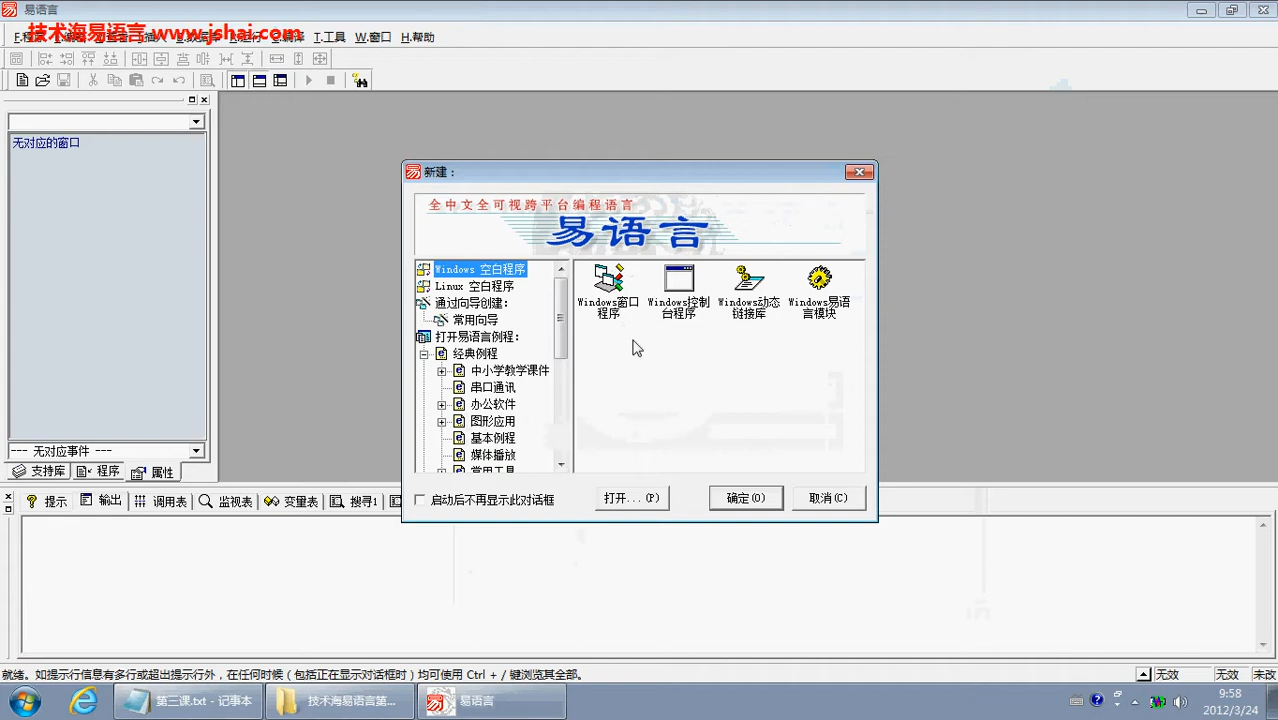 易语言
技术海易语言 www.jshai.com
T.工具 W.窗口 H.帮助
无对应的窗口
--- 无对应事件 ---
支持库 程序 属性
新建：
全中文全可视跨平台编程语言
易语言
Windows 空白程序
Linux 空白程序
通过向导创建：
常用向导
打开易语言例程：
经典例程
中小学教学课件
串口通讯
办公软件
图形应用
基本例程
媒体播放
常用工具
Windows窗口程序
Windows控制台程序
Windows动态链接库
Windows易语言模块
启动后不再显示此对话框
打开...(P)
确定(O)
取消(C)
提示 输出 调用表 监视表 变量表 搜寻1
就绪。如提示行信息有多行或超出提示行外，在任何时候（包括正在显示对话框时）均可使用 Ctrl + / 键浏览其全部。
无效 无效 未改
第三课.txt - 记事本
技术海易语言第...
易语言
9:58
2012/3/24